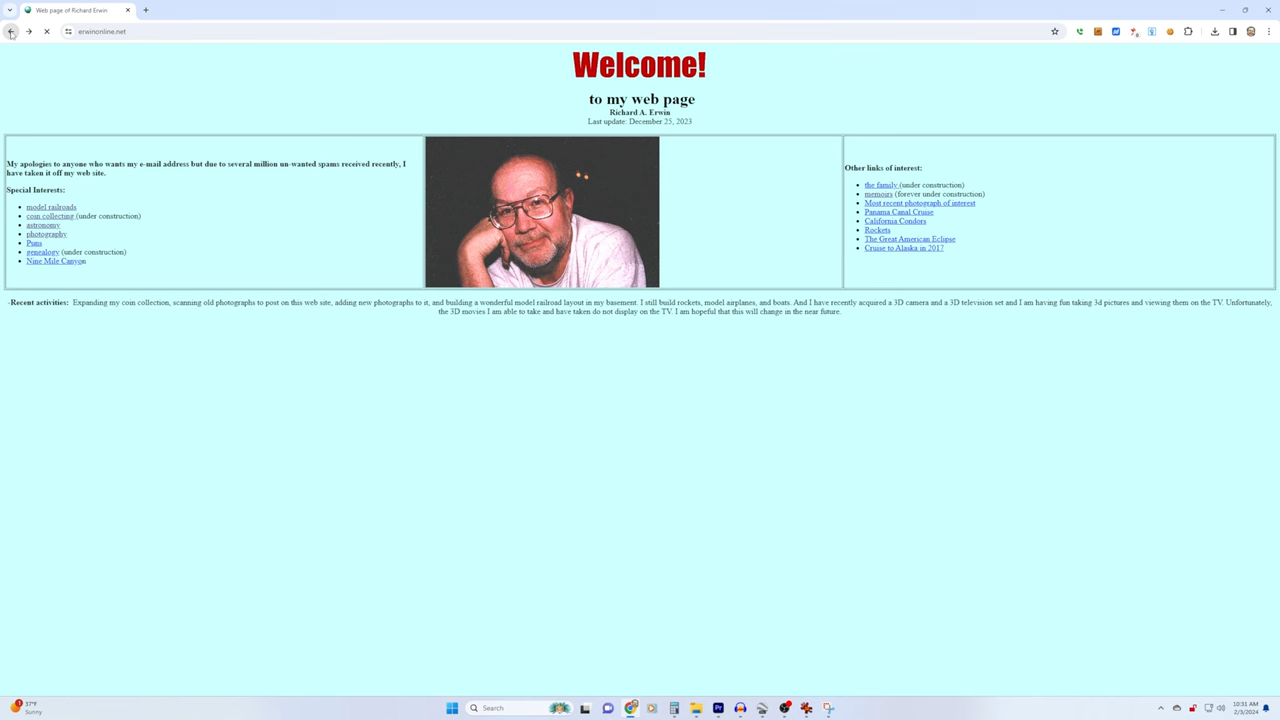 Web page of Richard Erwin
erwinonline.net
Welcome!
to my web page
Richard A. Erwin
Last update: December 25, 2023
My apologies to anyone who wants my e-mail address but due to several million un-wanted spams received recently, I
have taken it off my web site.
Special Interests:
model railroads
coin collecting (under construction)
astronomy
photography
Puns
genealogy (under construction)
Nine Mile Canyon
Other links of interest:
the family (under construction)
memoirs (forever under construction)
Most recent photograph of interest
Panama Canal Cruise
California Condors
Rockets
The Great American Eclipse
Cruise to Alaska in 2017
-Recent activities: Expanding my coin collection, scanning old photographs to post on this web site, adding new photographs to it, and building a wonderful model railroad layout in my basement. I still build rockets, model airplanes, and boats. And I have recently acquired a 3D camera and a 3D television set and I am having fun taking 3d pictures and viewing them on the TV. Unfortunately,
the 3D movies I am able to take and have taken do not display on the TV. I am hopeful that this will change in the near future.
1
37°F
Sunny
Search
Pr
10:31 AM
2/3/2024